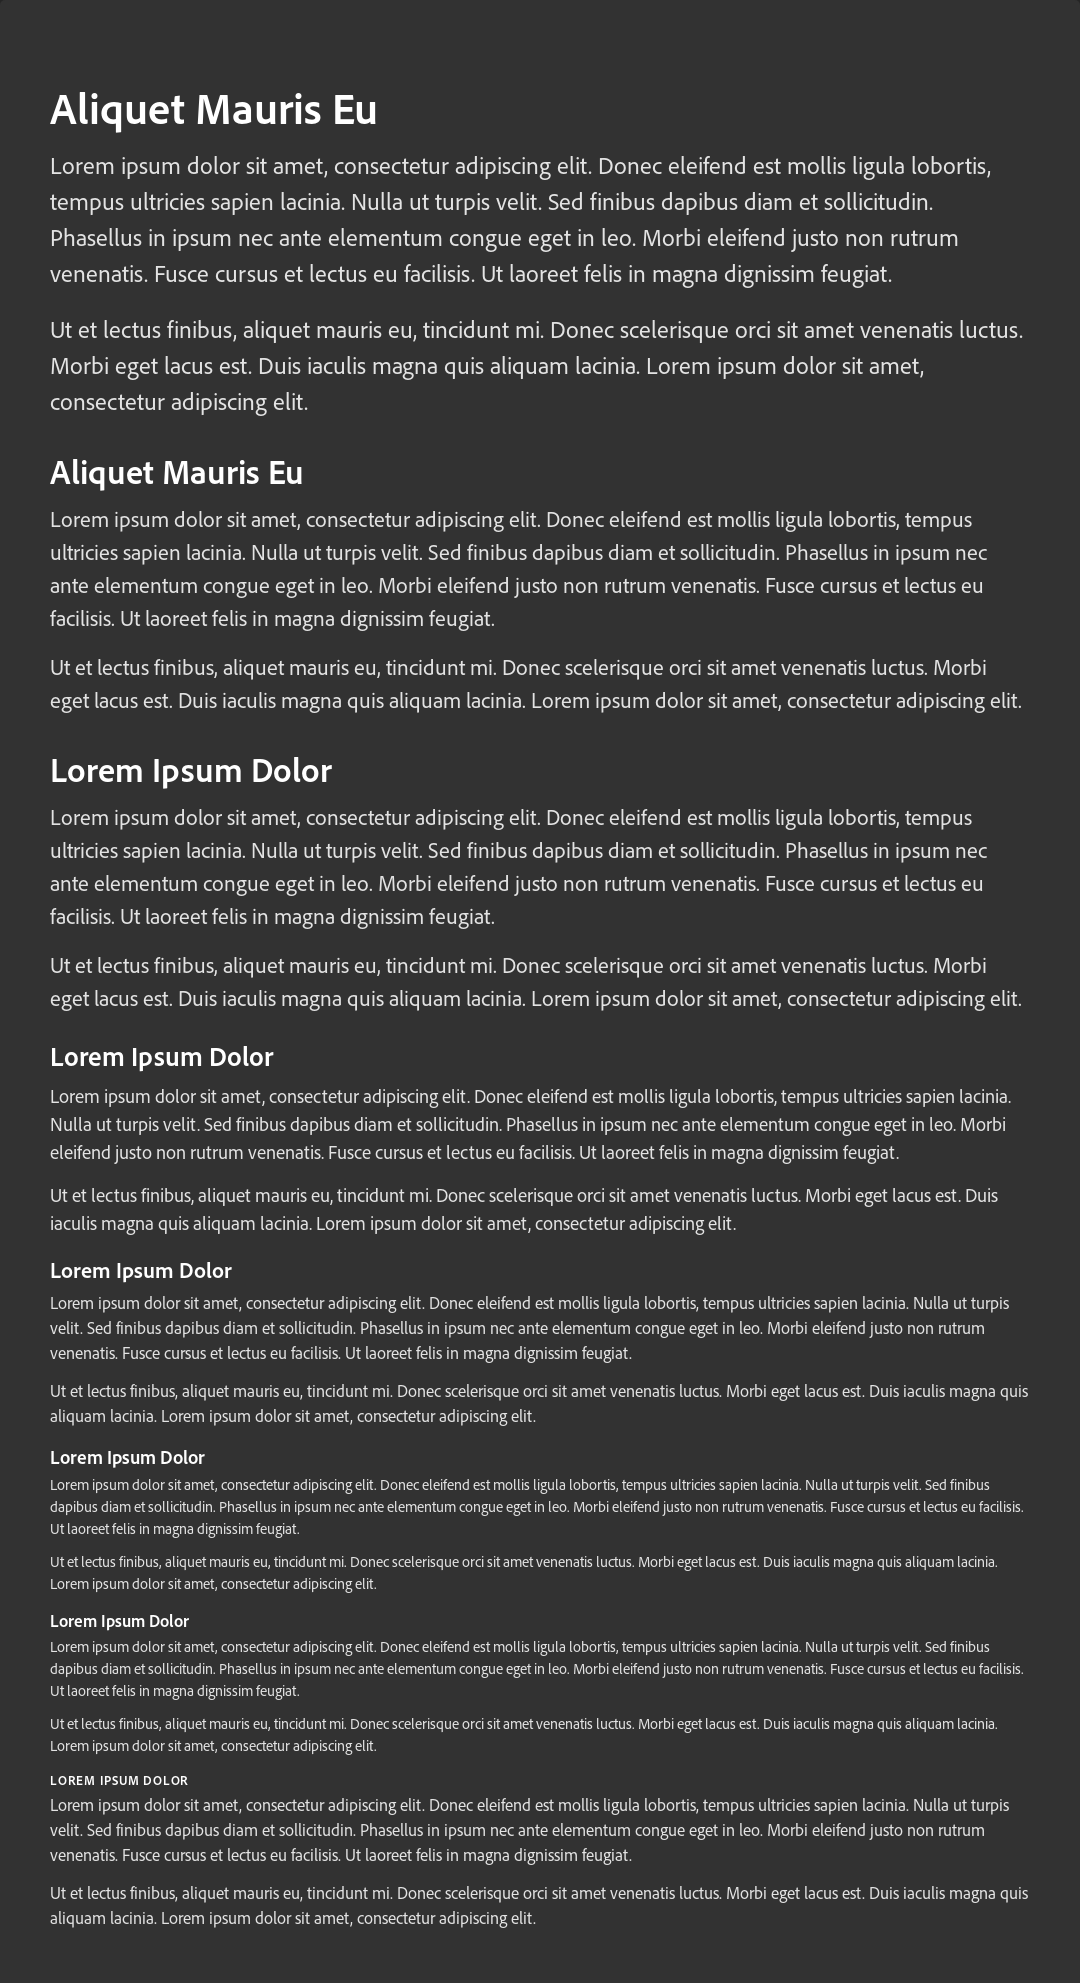 Aliquet Mauris Eu
Lorem ipsum dolor sit amet, consectetur adipiscing elit. Donec eleifend est mollis ligula lobortis,
tempus ultricies sapien lacinia. Nulla ut turpis velit. Sed finibus dapibus diam et sollicitudin.
Phasellus in ipsum nec ante elementum congue eget in leo. Morbi eleifend justo non rutrum
venenatis. Fusce cursus et lectus eu facilisis. Ut laoreet felis in magna dignissim feugiat.
Ut et lectus finibus, aliquet mauris eu, tincidunt mi. Donec scelerisque orci sit amet venenatis luctus.
Morbi eget lacus est. Duis iaculis magna quis aliquam lacinia. Lorem ipsum dolor sit amet,
consectetur adipiscing elit.
Aliquet Mauris Eu
Lorem ipsum dolor sit amet, consectetur adipiscing elit. Donec eleifend est mollis ligula lobortis, tempus
ultricies sapien lacinia. Nulla ut turpis velit. Sed finibus dapibus diam et sollicitudin. Phasellus in ipsum nec
ante elementum congue eget in leo. Morbi eleifend justo non rutrum venenatis. Fusce cursus et lectus eu
facilisis. Ut laoreet felis in magna dignissim feugiat.
Ut et lectus finibus, aliquet mauris eu, tincidunt mi. Donec scelerisque orci sit amet venenatis luctus. Morbi
eget lacus est. Duis iaculis magna quis aliquam lacinia. Lorem ipsum dolor sit amet, consectetur adipiscing elit.
Lorem Ipsum Dolor
Lorem ipsum dolor sit amet, consectetur adipiscing elit. Donec eleifend est mollis ligula lobortis, tempus
ultricies sapien lacinia. Nulla ut turpis velit. Sed finibus dapibus diam et sollicitudin. Phasellus in ipsum nec
ante elementum congue eget in leo. Morbi eleifend justo non rutrum venenatis. Fusce cursus et lectus eu
facilisis. Ut laoreet felis in magna dignissim feugiat.
Ut et lectus finibus, aliquet mauris eu, tincidunt mi. Donec scelerisque orci sit amet venenatis luctus. Morbi
eget lacus est. Duis iaculis magna quis aliquam lacinia. Lorem ipsum dolor sit amet, consectetur adipiscing elit.
Lorem Ipsum Dolor
Lorem ipsum dolor sit amet, consectetur adipiscing elit. Donec eleifend est mollis ligula lobortis, tempus ultricies sapien lacinia.
Nulla ut turpis velit. Sed finibus dapibus diam et sollicitudin. Phasellus in ipsum nec ante elementum congue eget in leo. Morbi
eleifend justo non rutrum venenatis. Fusce cursus et lectus eu facilisis. Ut laoreet felis in magna dignissim feugiat.
Ut et lectus finibus, aliquet mauris eu, tincidunt mi. Donec scelerisque orci sit amet venenatis luctus. Morbi eget lacus est. Duis
iaculis magna quis aliquam lacinia. Lorem ipsum dolor sit amet, consectetur adipiscing elit.
Lorem Ipsum Dolor
Lorem ipsum dolor sit amet, consectetur adipiscing elit. Donec eleifend est mollis ligula lobortis, tempus ultricies sapien lacinia. Nulla ut turpis
velit. Sed finibus dapibus diam et sollicitudin. Phasellus in ipsum nec ante elementum congue eget in leo. Morbi eleifend justo non rutrum
venenatis. Fusce cursus et lectus eu facilisis. Ut laoreet felis in magna dignissim feugiat.
Ut et lectus finibus, aliquet mauris eu, tincidunt mi. Donec scelerisque orci sit amet venenatis luctus. Morbi eget lacus est. Duis iaculis magna quis
aliquam lacinia. Lorem ipsum dolor sit amet, consectetur adipiscing elit.
Lorem Ipsum Dolor
Lorem ipsum dolor sit amet, consectetur adipiscing elit. Donec eleifend est mollis ligula lobortis, tempus ultricies sapien lacinia. Nulla ut turpis velit. Sed finibus
dapibus diam et sollicitudin. Phasellus in ipsum nec ante elementum congue eget in leo. Morbi eleifend justo non rutrum venenatis. Fusce cursus et lectus eu facilisis.
Ut laoreet felis in magna dignissim feugiat.
Ut et lectus finibus, aliquet mauris eu, tincidunt mi. Donec scelerisque orci sit amet venenatis luctus. Morbi eget lacus est. Duis iaculis magna quis aliquam lacinia.
Lorem ipsum dolor sit amet, consectetur adipiscing elit.
Lorem Ipsum Dolor
Lorem ipsum dolor sit amet, consectetur adipiscing elit. Donec eleifend est mollis ligula lobortis, tempus ultricies sapien lacinia. Nulla ut turpis velit. Sed finibus
dapibus diam et sollicitudin. Phasellus in ipsum nec ante elementum congue eget in leo. Morbi eleifend justo non rutrum venenatis. Fusce cursus et lectus eu facilisis.
Ut laoreet felis in magna dignissim feugiat.
Ut et lectus finibus, aliquet mauris eu, tincidunt mi. Donec scelerisque orci sit amet venenatis luctus. Morbi eget lacus est. Duis iaculis magna quis aliquam lacinia.
Lorem ipsum dolor sit amet, consectetur adipiscing elit.
LOREM IPSUM DOLOR
Lorem ipsum dolor sit amet, consectetur adipiscing elit. Donec eleifend est mollis ligula lobortis, tempus ultricies sapien lacinia. Nulla ut turpis
velit. Sed finibus dapibus diam et sollicitudin. Phasellus in ipsum nec ante elementum congue eget in leo. Morbi eleifend justo non rutrum
venenatis. Fusce cursus et lectus eu facilisis. Ut laoreet felis in magna dignissim feugiat.
Ut et lectus finibus, aliquet mauris eu, tincidunt mi. Donec scelerisque orci sit amet venenatis luctus. Morbi eget lacus est. Duis iaculis magna quis
aliquam lacinia. Lorem ipsum dolor sit amet, consectetur adipiscing elit.